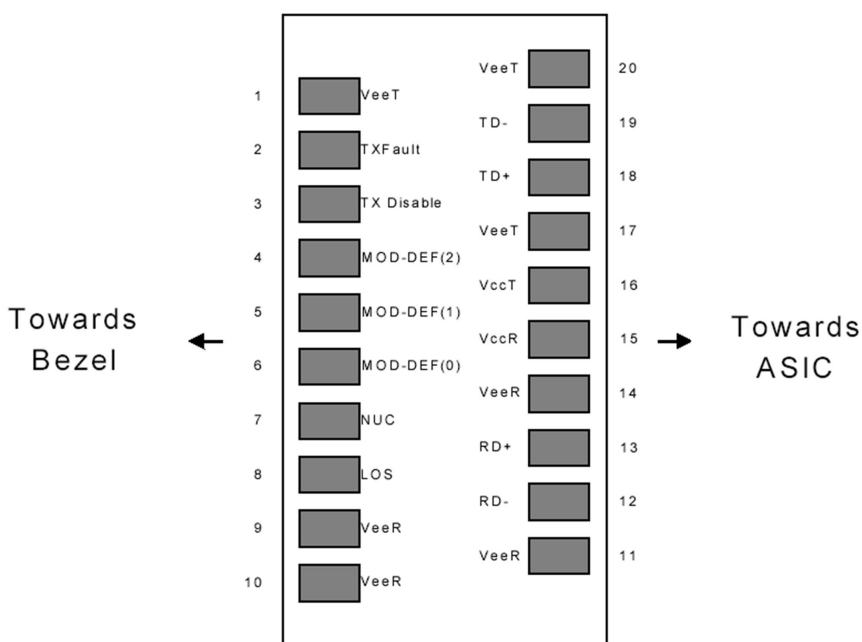 VeeT 20
1 VeeT
TD- 19
2 TXFault
TD+ 18
3 TX Disable
VeeT 17
4 MOD-DEF(2)
VccT 16
5 MOD-DEF(1)
Towards
Bezel
VccR 15
Towards
ASIC
6 MOD-DEF(0)
VeeR 14
7 NUC
RD+ 13
8 LOS
RD- 12
9 VeeR
VeeR 11
10 VeeR